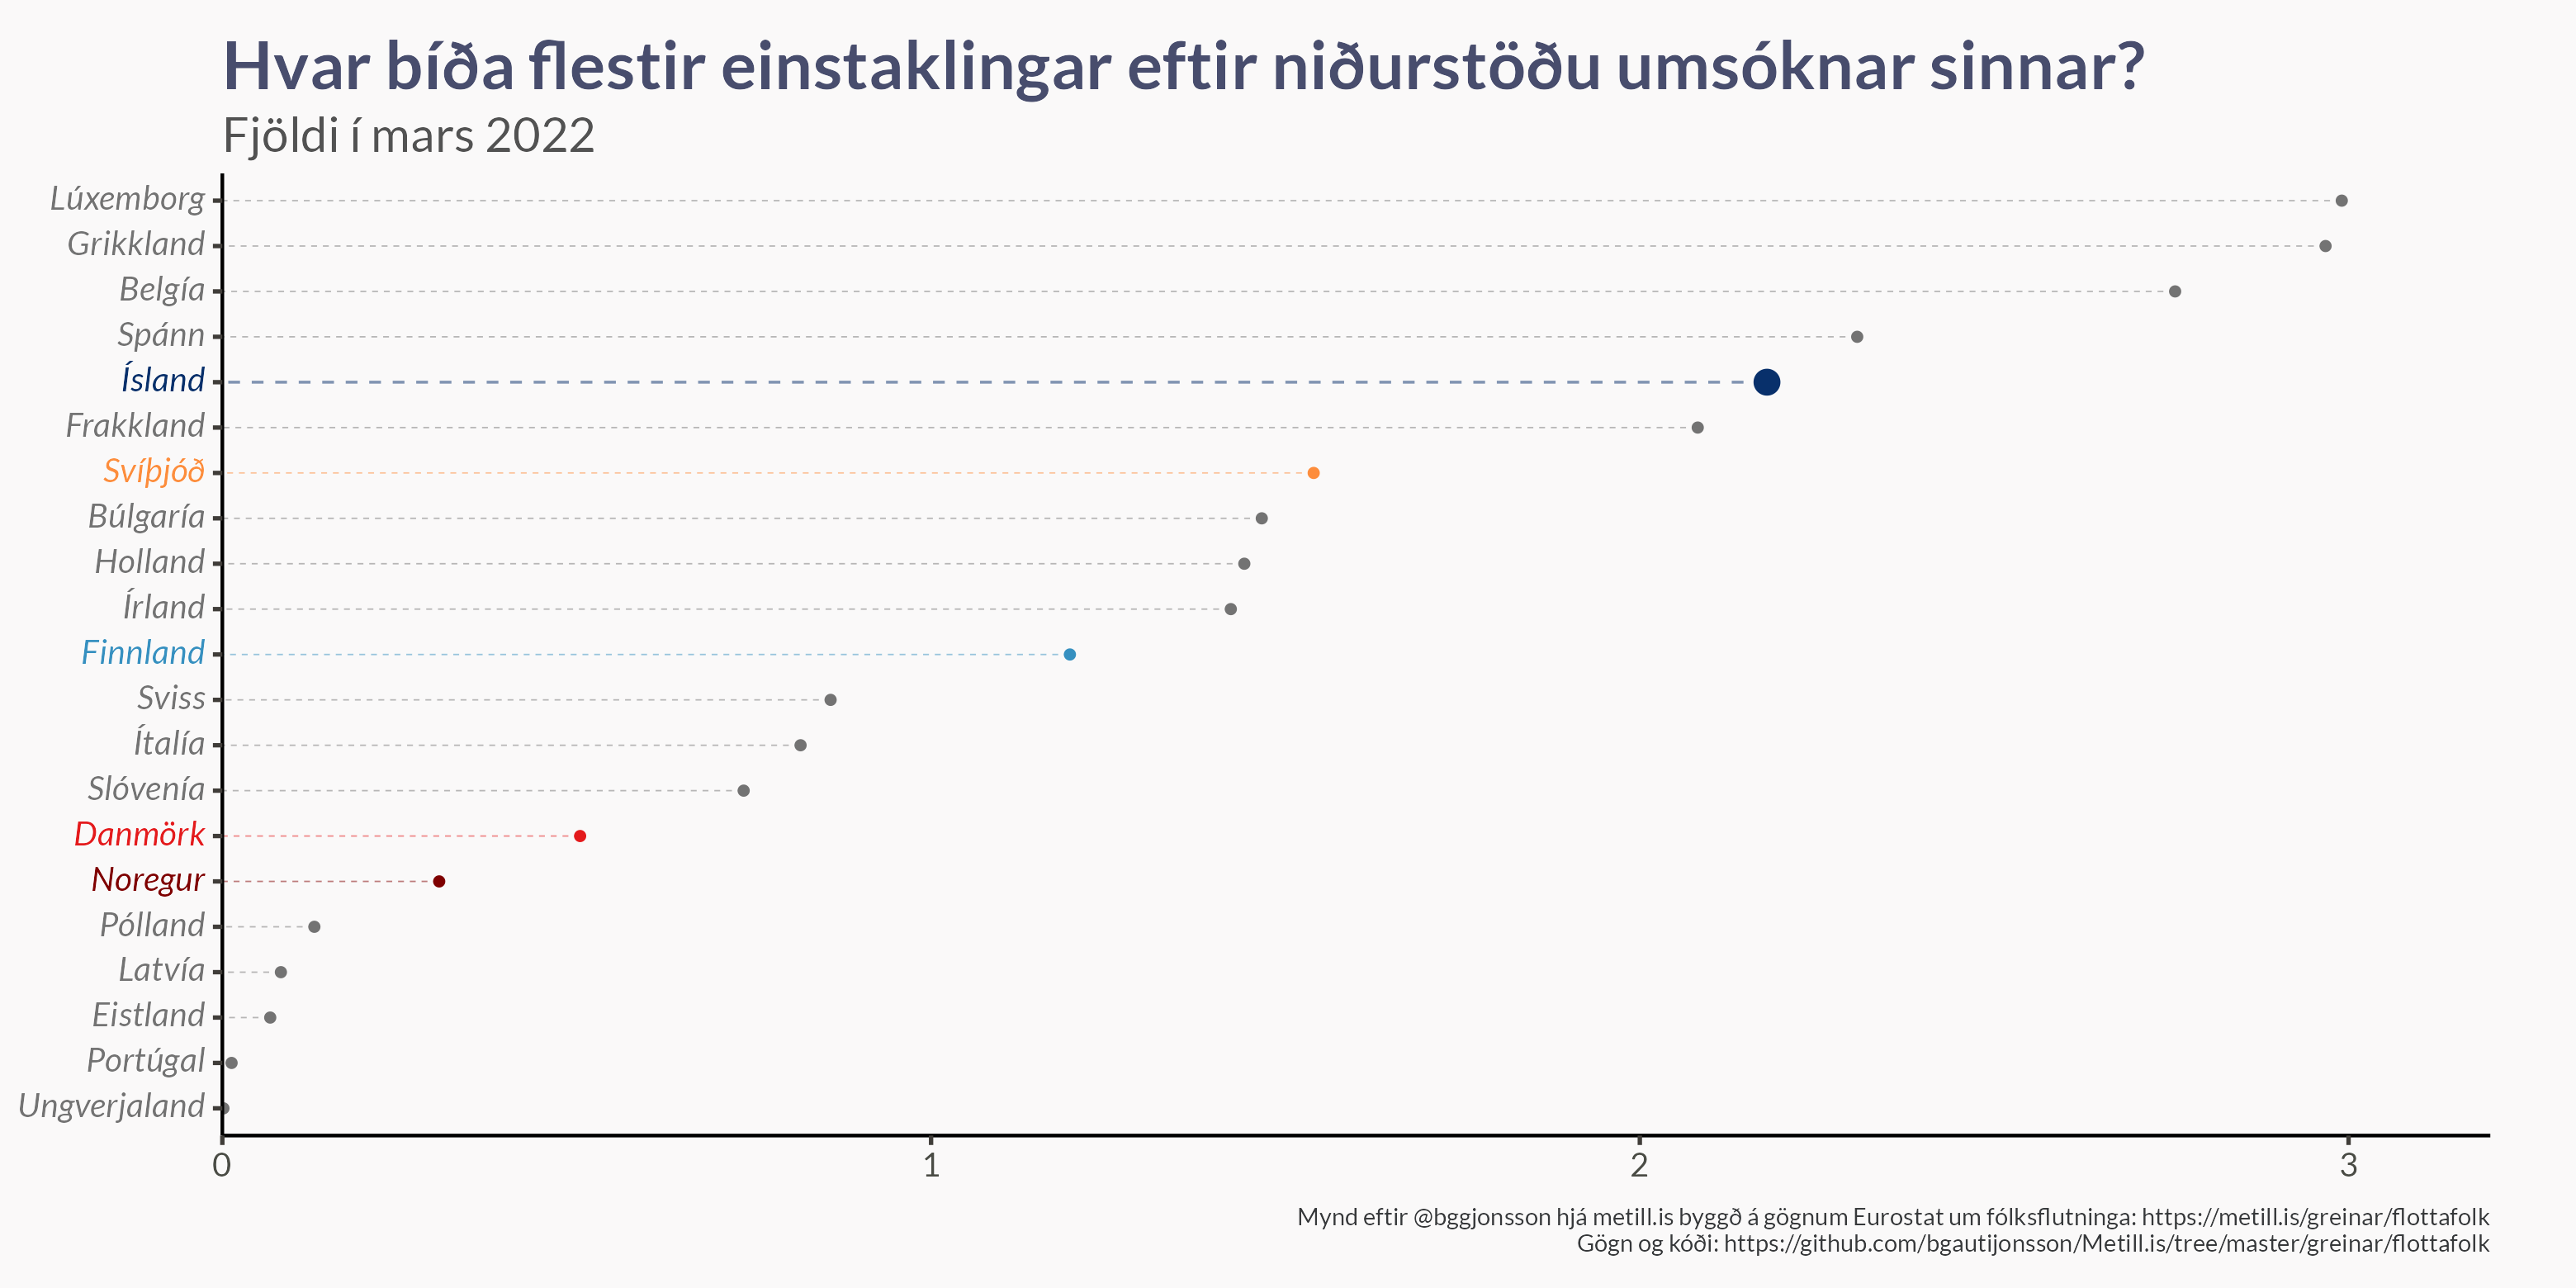 Hvar bíða flestir einstaklingar eftir niðurstöðu umsóknar sinnar?
Fjöldi í mars 2022
Lúxemborg
Grikkland
Belgía
Spánn
Ísland
Frakkland
Svíþjóð
Búlgaría
Holland
Írland
Finnland
Sviss
Ítalía
Slóvenía
Danmörk
Noregur
Pólland
Latvía
Eistland
Portúgal
Ungverjaland
0 1 2 3
Mynd eftir @bggjonsson hjá metill.is byggð á gögnum Eurostat um fólksflutninga: https://metill.is/greinar/flottafolk
Gögn og kóði: https://github.com/bgautijonsson/Metill.is/tree/master/greinar/flottafolk